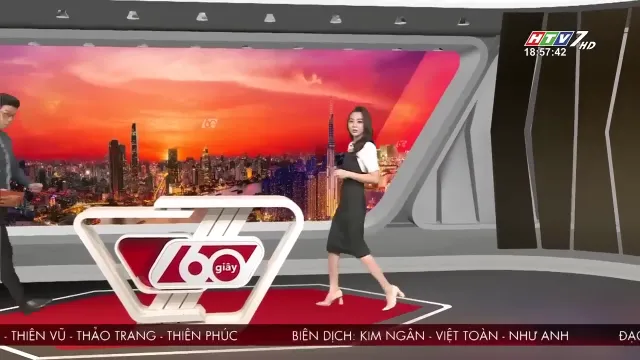 HTV7 HD
18:57:42
60 giây
- THIÊN VŨ - THẢO TRANG - THIÊN PHÚC BIÊN DỊCH: KIM NGÂN - VIỆT TOÀN - NHƯ ANH ĐẠO